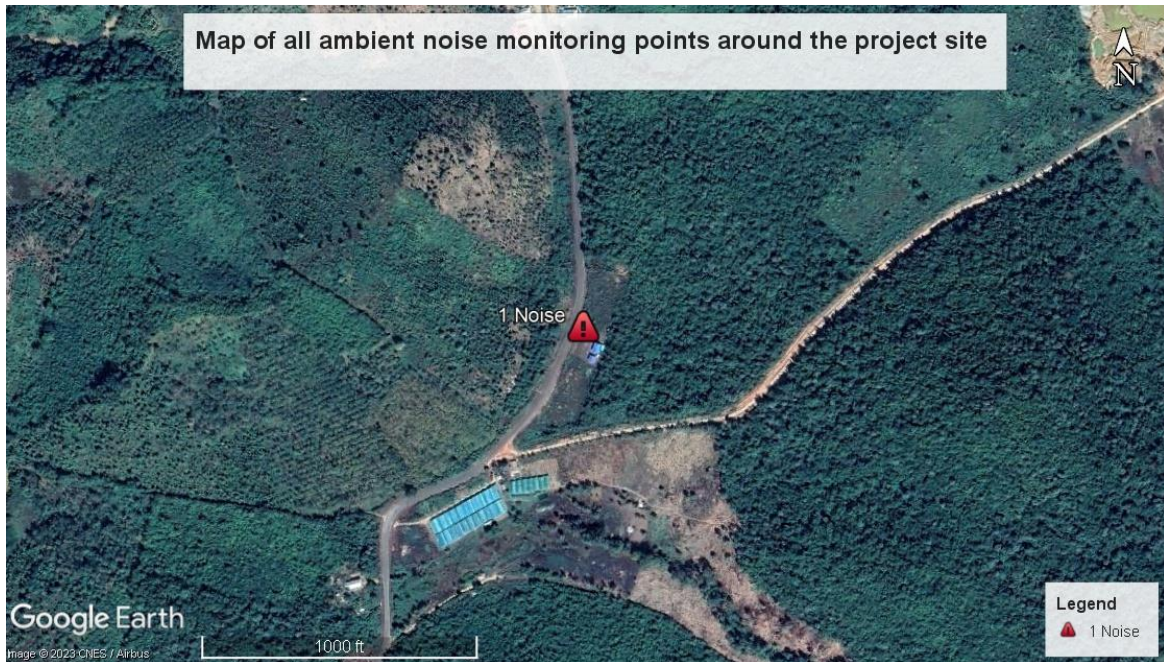 Map of all ambient noise monitoring points around the project site
N
1 Noise
Google Earth
1000 ft
Image © 2023 CNES / Airbus
Legend
1 Noise